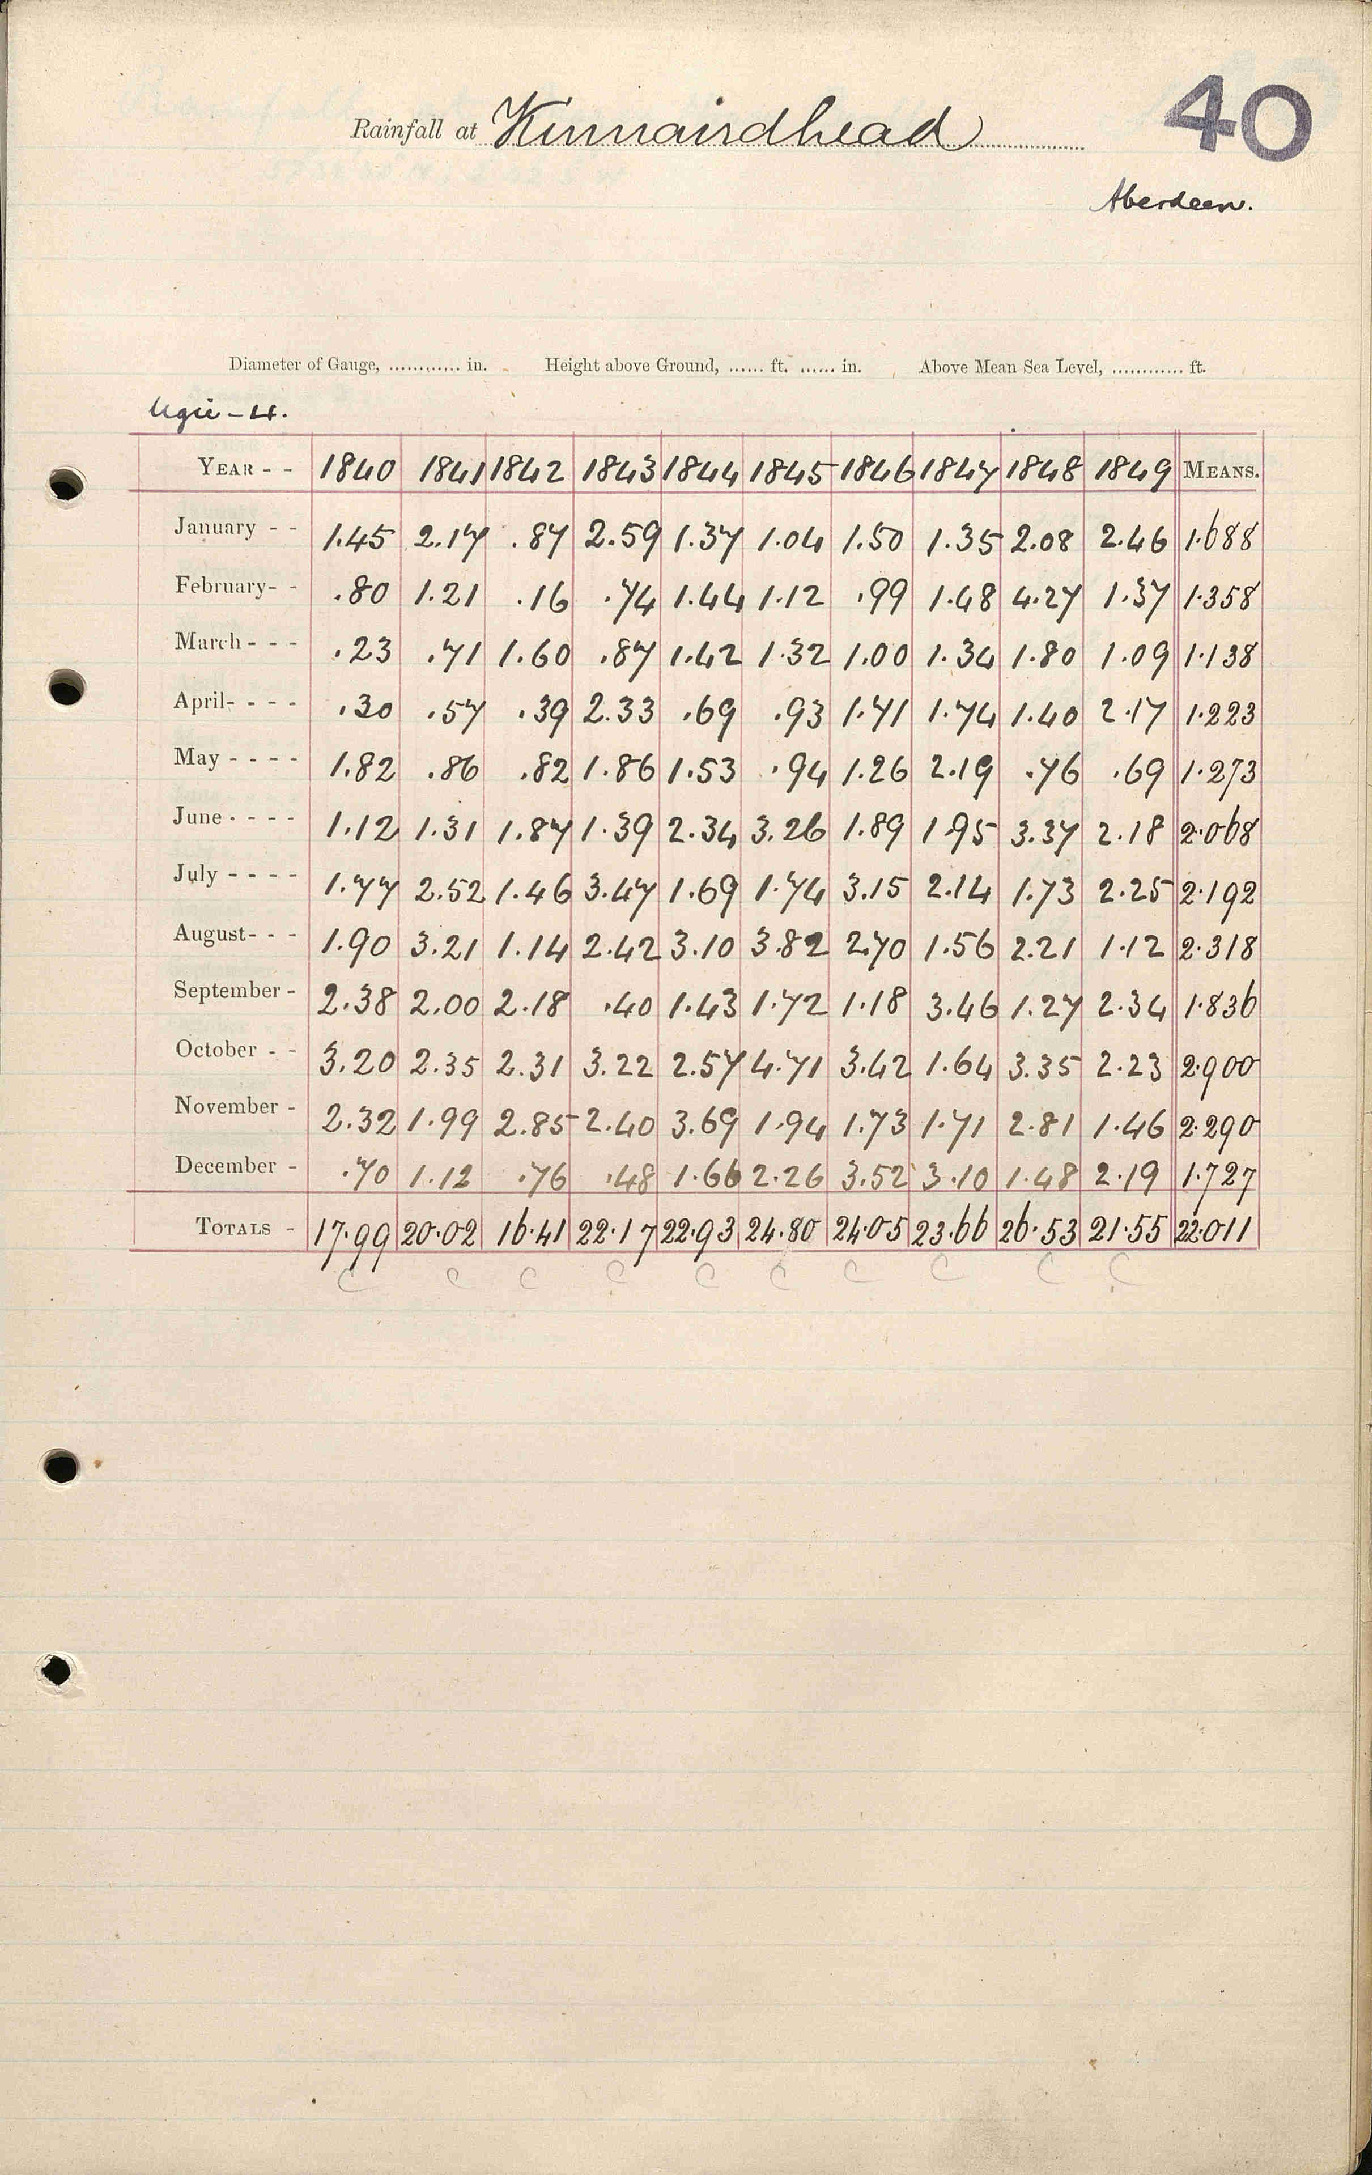 40
Rainfall at Kinnairdhead
Aberdeen.
Diameter of Gauge, ............ in. Height above Ground, ...... ft. ...... in. Above Mean Sea Level, ............ ft.
Ugie - 4.
YEAR - - 1840 1841 1842 1843 1844 1845 1846 1847 1848 1849 MEANS.
January - - 1.45 2.17 .87 2.59 1.37 1.04 1.50 1.35 2.08 2.46 1.688
February- - .80 1.21 .16 .74 1.44 1.12 .99 1.48 4.27 1.37 1.358
March - - - .23 .71 1.60 .87 1.42 1.32 1.00 1.34 1.80 1.09 1.138
April- - - - .30 .57 .39 2.33 .69 .93 1.71 1.74 1.40 2.17 1.223
May - - - - 1.82 .86 .82 1.86 1.53 .94 1.26 2.19 .76 .69 1.273
June - - - - 1.12 1.31 1.87 1.39 2.34 3.26 1.89 1.95 3.37 2.18 2.068
July - - - - 1.77 2.52 1.46 3.47 1.69 1.74 3.15 2.14 1.73 2.25 2.192
August- - - 1.90 3.21 1.14 2.42 3.10 3.82 2.70 1.56 2.21 1.12 2.318
September - 2.38 2.00 2.18 .40 1.43 1.72 1.18 3.46 1.27 2.34 1.836
October - - 3.20 2.35 2.31 3.22 2.57 4.71 3.42 1.64 3.35 2.23 2.900
November - 2.32 1.99 2.85 2.40 3.69 1.94 1.73 1.71 2.81 1.46 2.290
December - .70 1.12 .76 .48 1.66 2.26 3.52 3.10 1.48 2.19 1.727
TOTALS - 17.99 20.02 16.41 22.17 22.93 24.80 24.05 23.66 26.53 21.55 22.011
C C C C C C C C C C